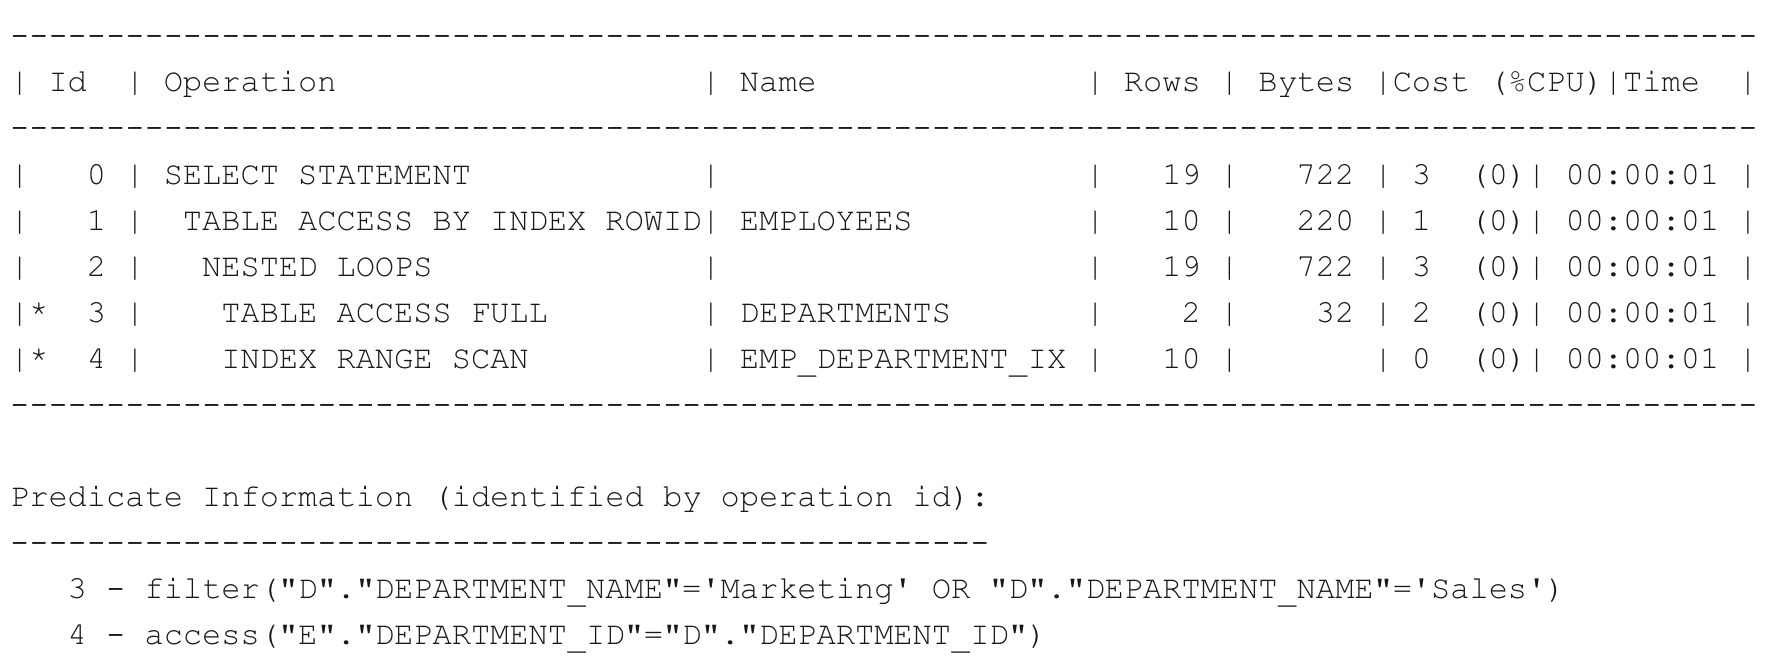 -------------------------------------------------------------------------------------------
| Id  | Operation                   | Name              | Rows | Bytes |Cost (%CPU)|Time  |
-------------------------------------------------------------------------------------------
|   0 | SELECT STATEMENT            |                   |   19 |   722 | 3  (0)| 00:00:01 |
|   1 |  TABLE ACCESS BY INDEX ROWID| EMPLOYEES         |   10 |   220 | 1  (0)| 00:00:01 |
|   2 |   NESTED LOOPS              |                   |   19 |   722 | 3  (0)| 00:00:01 |
|*  3 |    TABLE ACCESS FULL        | DEPARTMENTS       |    2 |    32 | 2  (0)| 00:00:01 |
|*  4 |    INDEX RANGE SCAN         | EMP_DEPARTMENT_IX |   10 |       | 0  (0)| 00:00:01 |
-------------------------------------------------------------------------------------------
Predicate Information (identified by operation id):
---------------------------------------------------
   3 - filter("D"."DEPARTMENT_NAME"='Marketing' OR "D"."DEPARTMENT_NAME"='Sales')
   4 - access("E"."DEPARTMENT_ID"="D"."DEPARTMENT_ID")